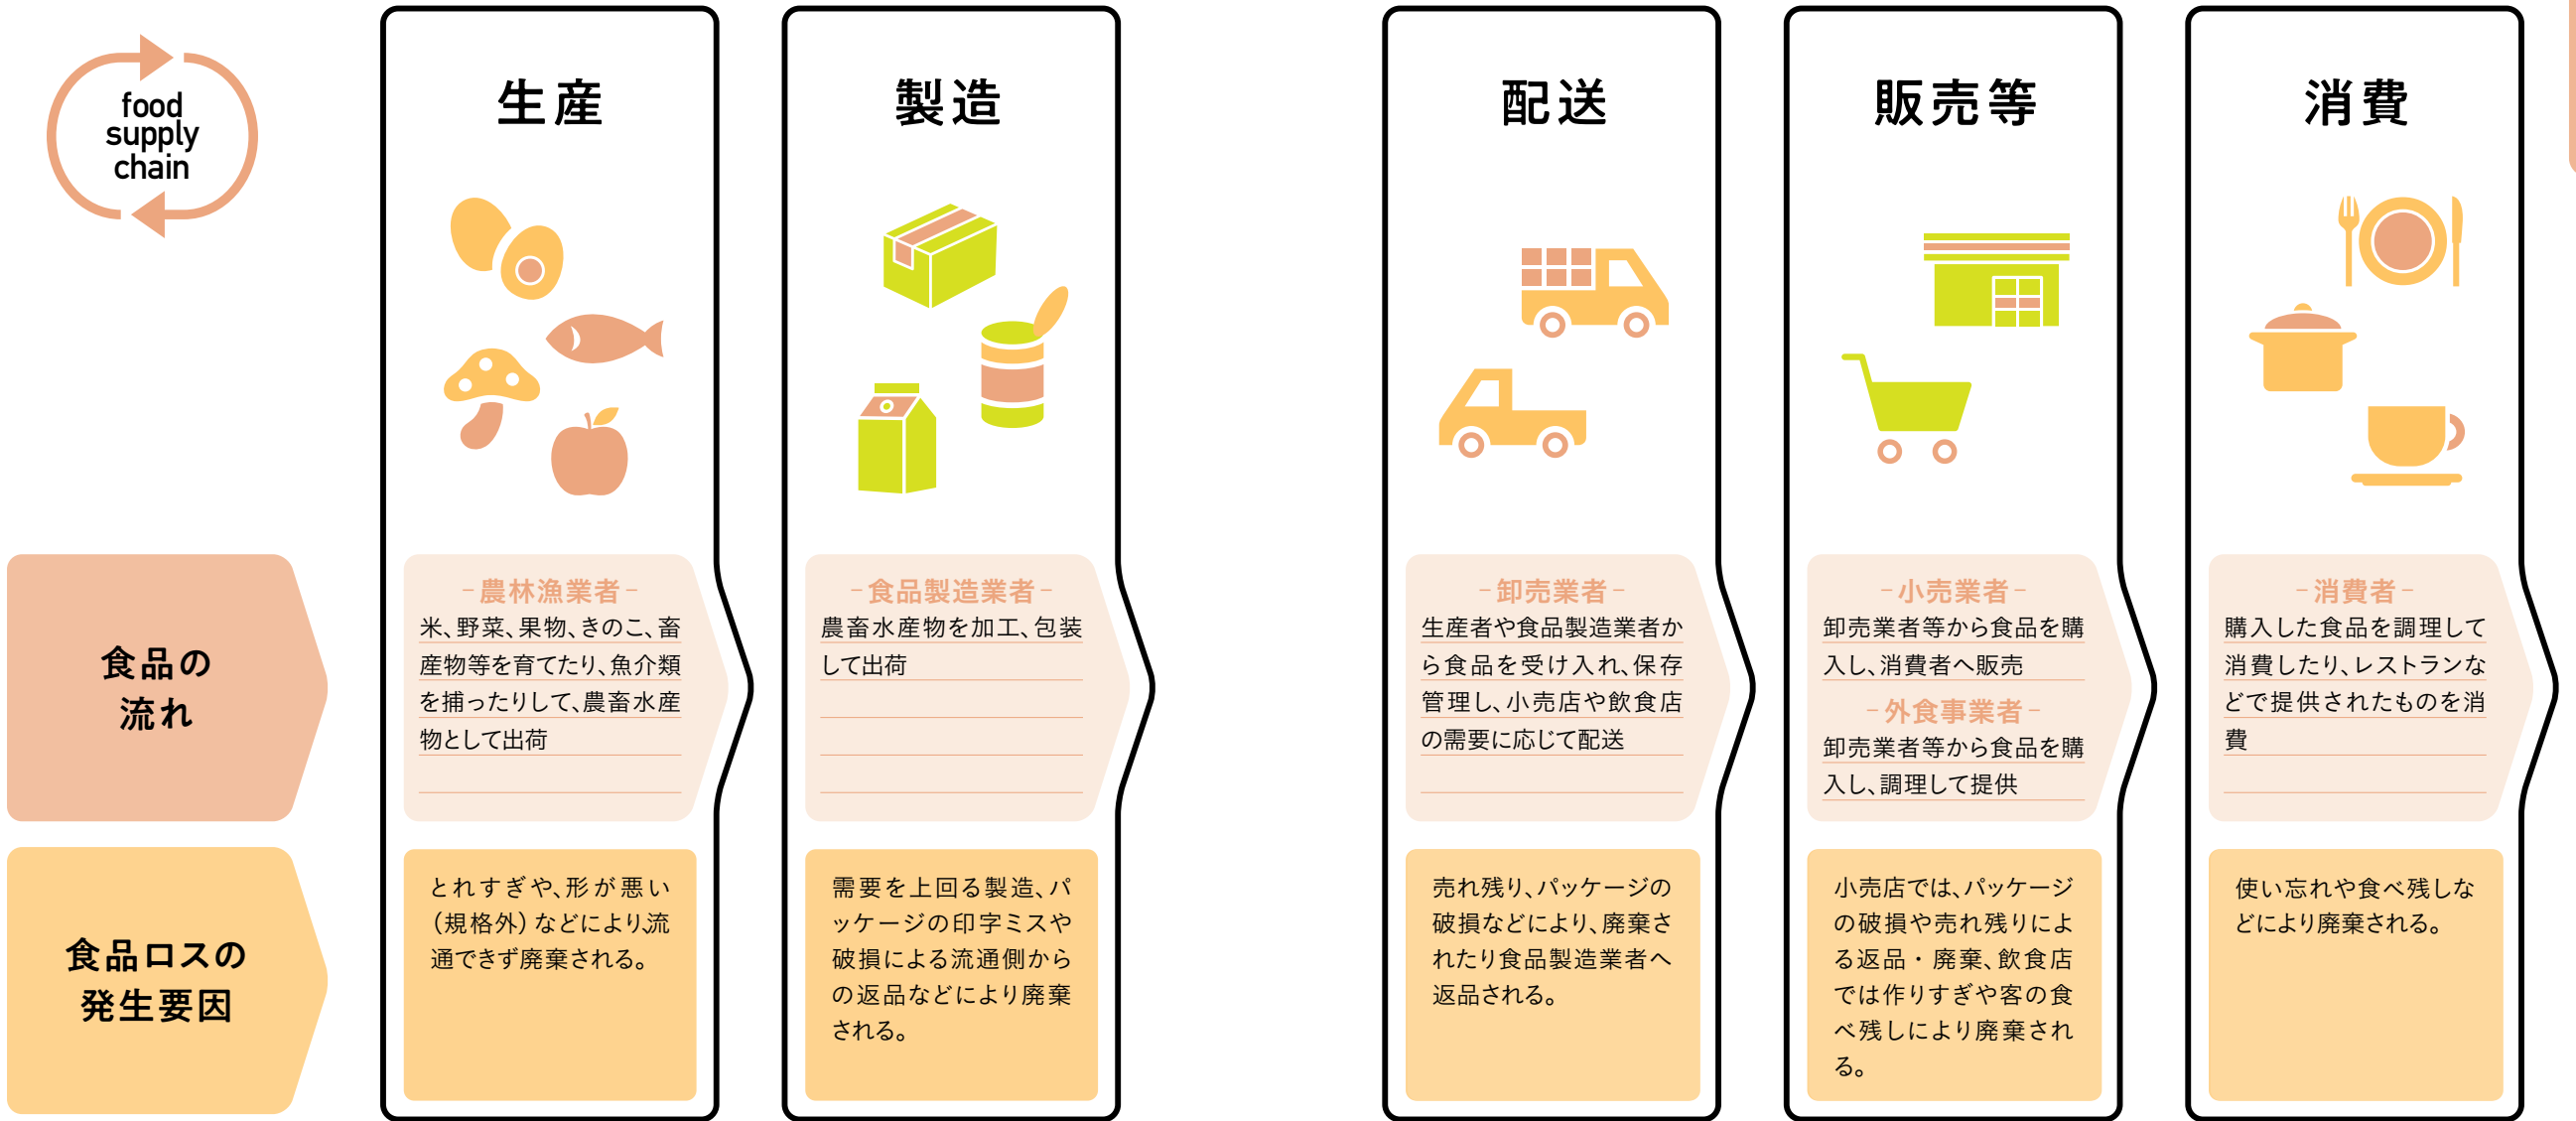 food
supply
chain
食品の
流れ
食品ロスの
発生要因
生産
-農林漁業者-
米、野菜、果物、きのこ、畜
産物等を育てたり、魚介類
を捕ったりして、農畜水産
物として出荷
とれすぎや、形が悪い
（規格外）などにより、流
通できず廃棄される。
製造
-食品製造業者-
農畜水産物を加工、包装
して出荷
需要を上回る製造、パ
ッケージの印字ミスや
破損による流通側から
の返品などにより廃棄
される。
配送
-卸売業者-
生産者や食品製造業者か
ら食品を受け入れ、保存
管理し、小売店や飲食店
の需要に応じて配送
売れ残り、パッケージの
破損などにより、廃棄さ
れたり食品製造業者へ
返品される。
販売等
-小売業者-
卸売業者等から食品を購
入し、消費者へ販売
-外食事業者-
卸売業者等から食品を購
入し、調理して提供
小売店では、パッケージ
の破損や売れ残りによ
る返品・廃棄、飲食店
では作りすぎや客の食
べ残しにより廃棄され
る。
消費
-消費者-
購入した食品を調理して
消費したり、レストランな
どで提供されたものを消
費
使い忘れや食べ残しな
どにより廃棄される。